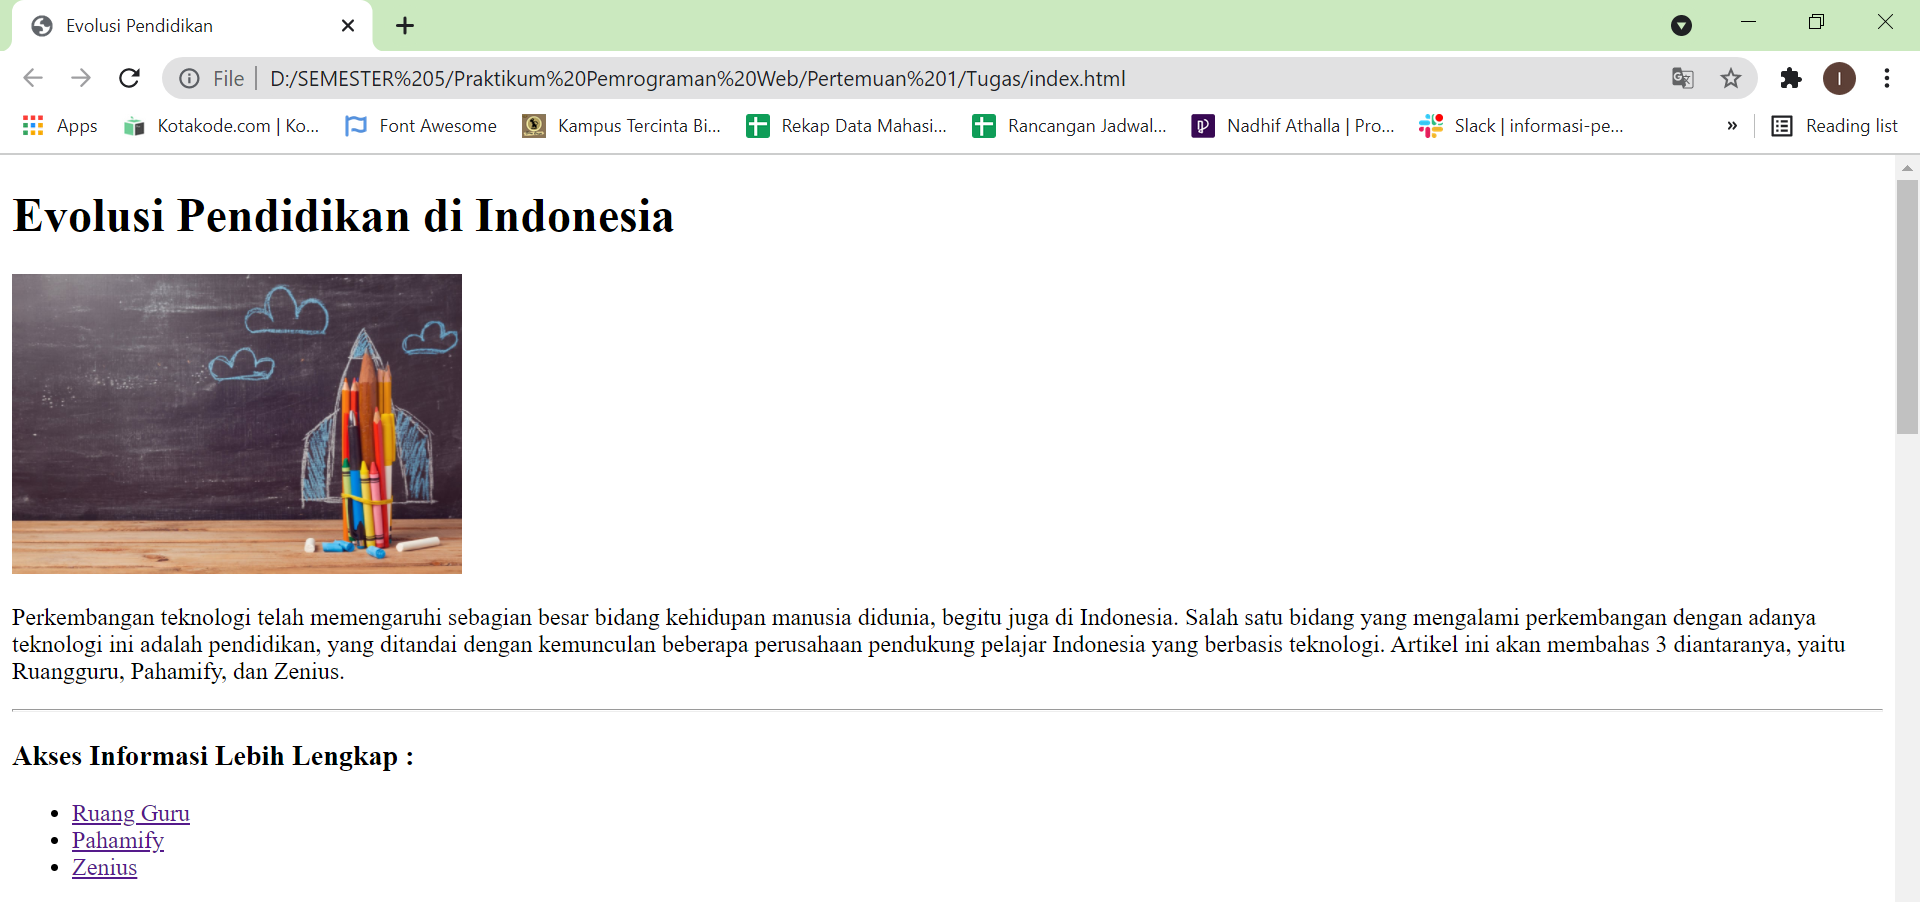 Evolusi Pendidikan
File | D:/SEMESTER%205/Praktikum%20Pemrograman%20Web/Pertemuan%201/Tugas/index.html
I
Apps Kotakode.com | Ko... Font Awesome Kampus Tercinta Bi... Rekap Data Mahasi... Rancangan Jadwal... Nadhif Athalla | Pro... Slack | informasi-pe... » Reading list
Evolusi Pendidikan di Indonesia
Perkembangan teknologi telah memengaruhi sebagian besar bidang kehidupan manusia didunia, begitu juga di Indonesia. Salah satu bidang yang mengalami perkembangan dengan adanya
teknologi ini adalah pendidikan, yang ditandai dengan kemunculan beberapa perusahaan pendukung pelajar Indonesia yang berbasis teknologi. Artikel ini akan membahas 3 diantaranya, yaitu
Ruangguru, Pahamify, dan Zenius.
Akses Informasi Lebih Lengkap :
• Ruang Guru
• Pahamify
• Zenius